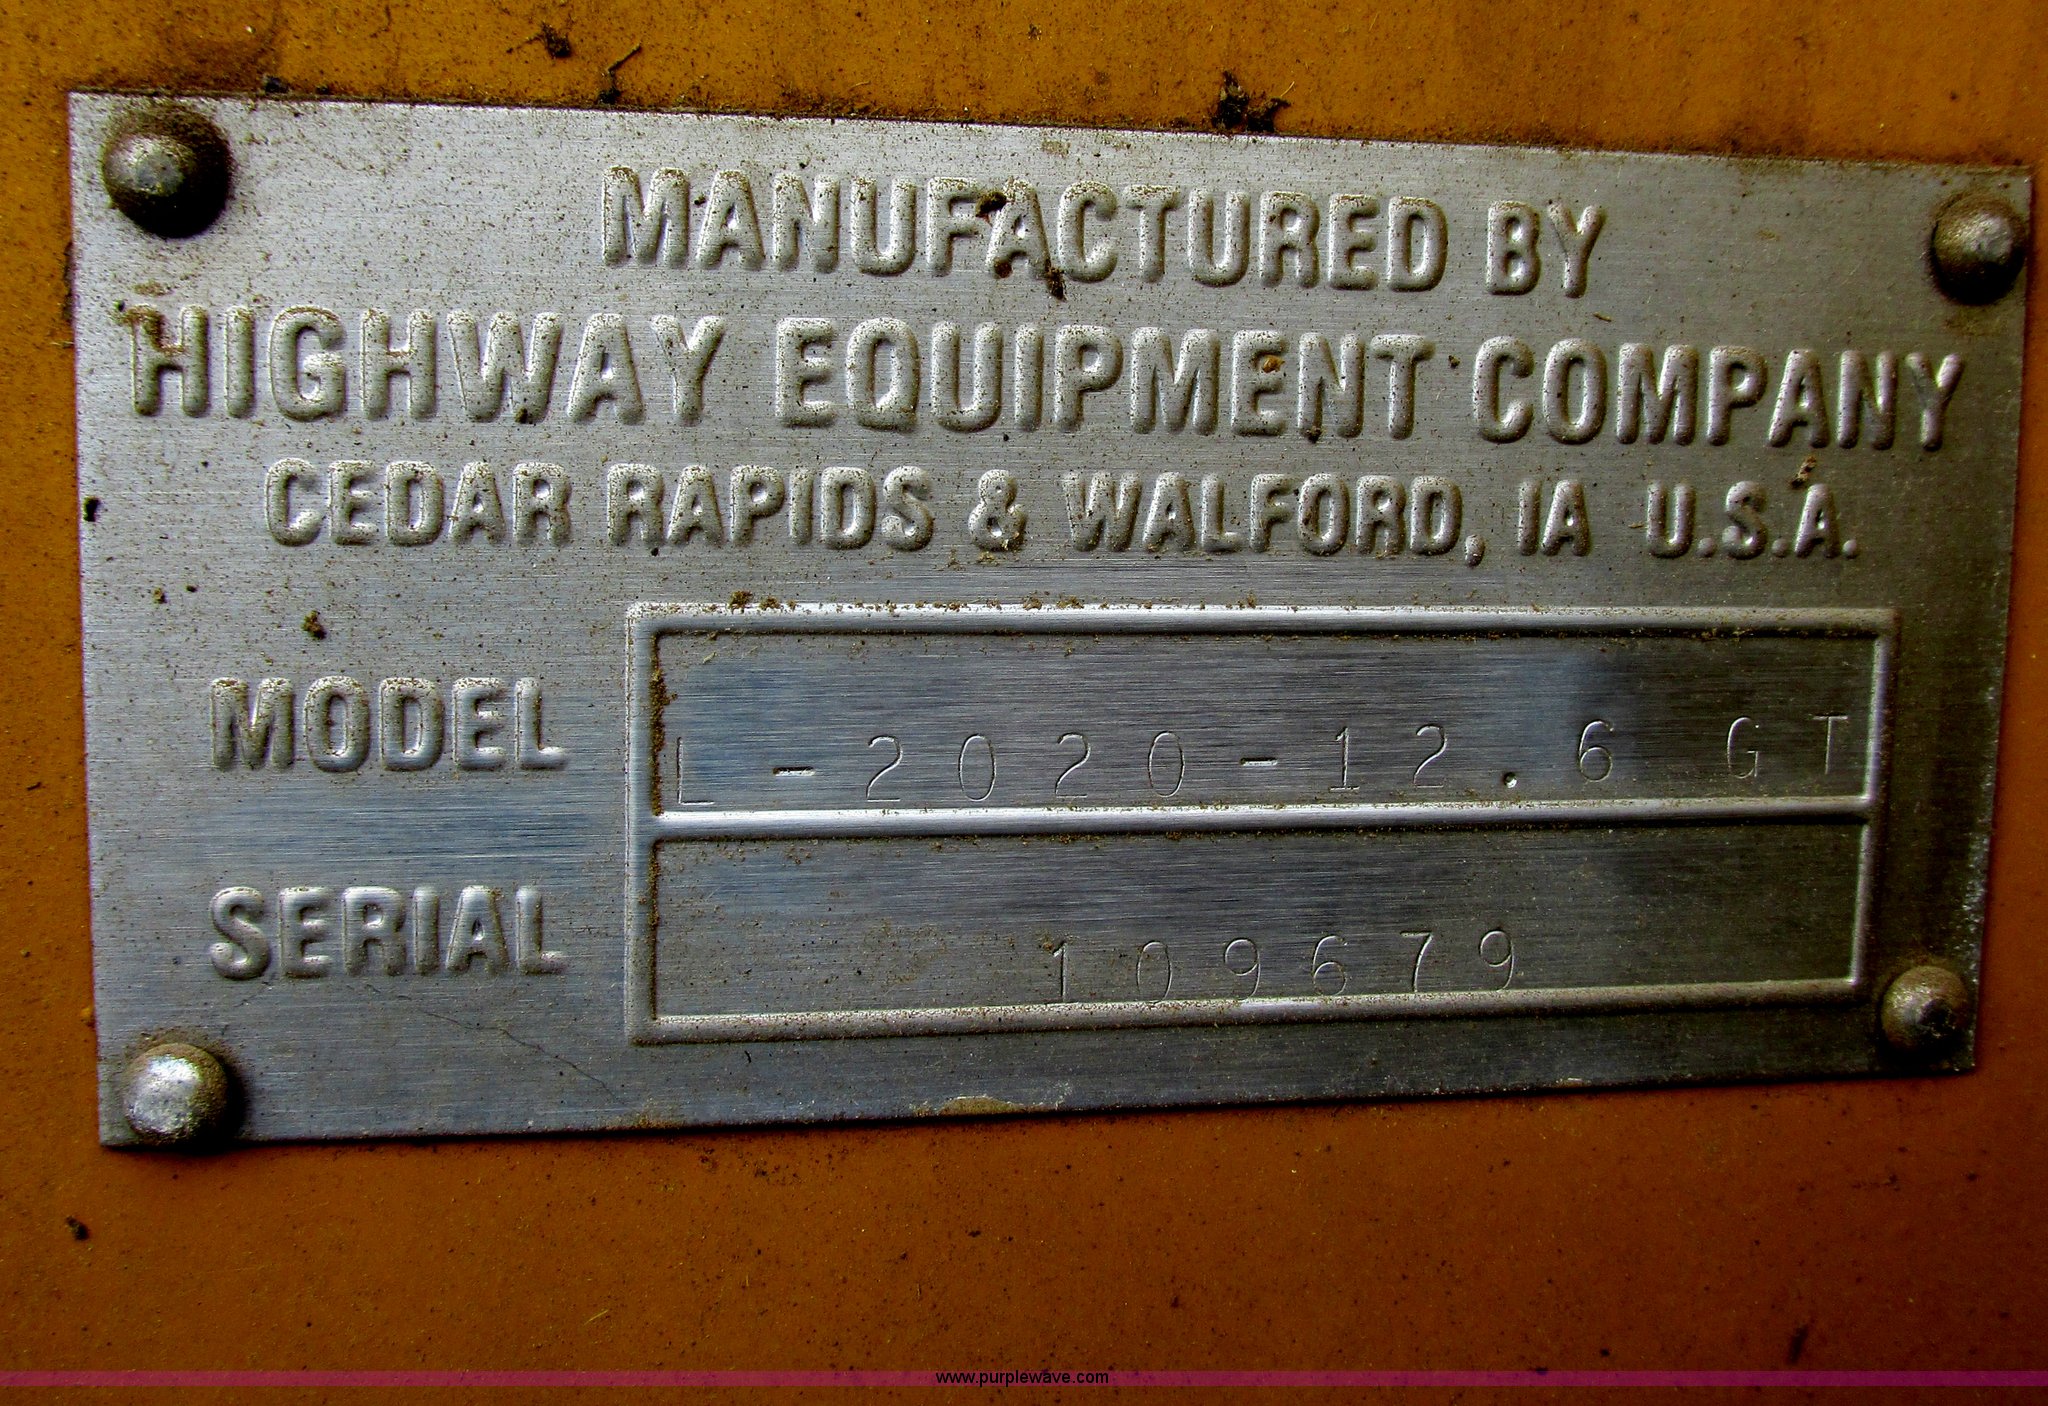 MANUFACTURED BY
HIGHWAY EQUIPMENT COMPANY
CEDAR RAPIDS & WALFORD, IA U.S.A.
MODEL L-2020-12.6 GT
SERIAL 109679
www.purplewave.com